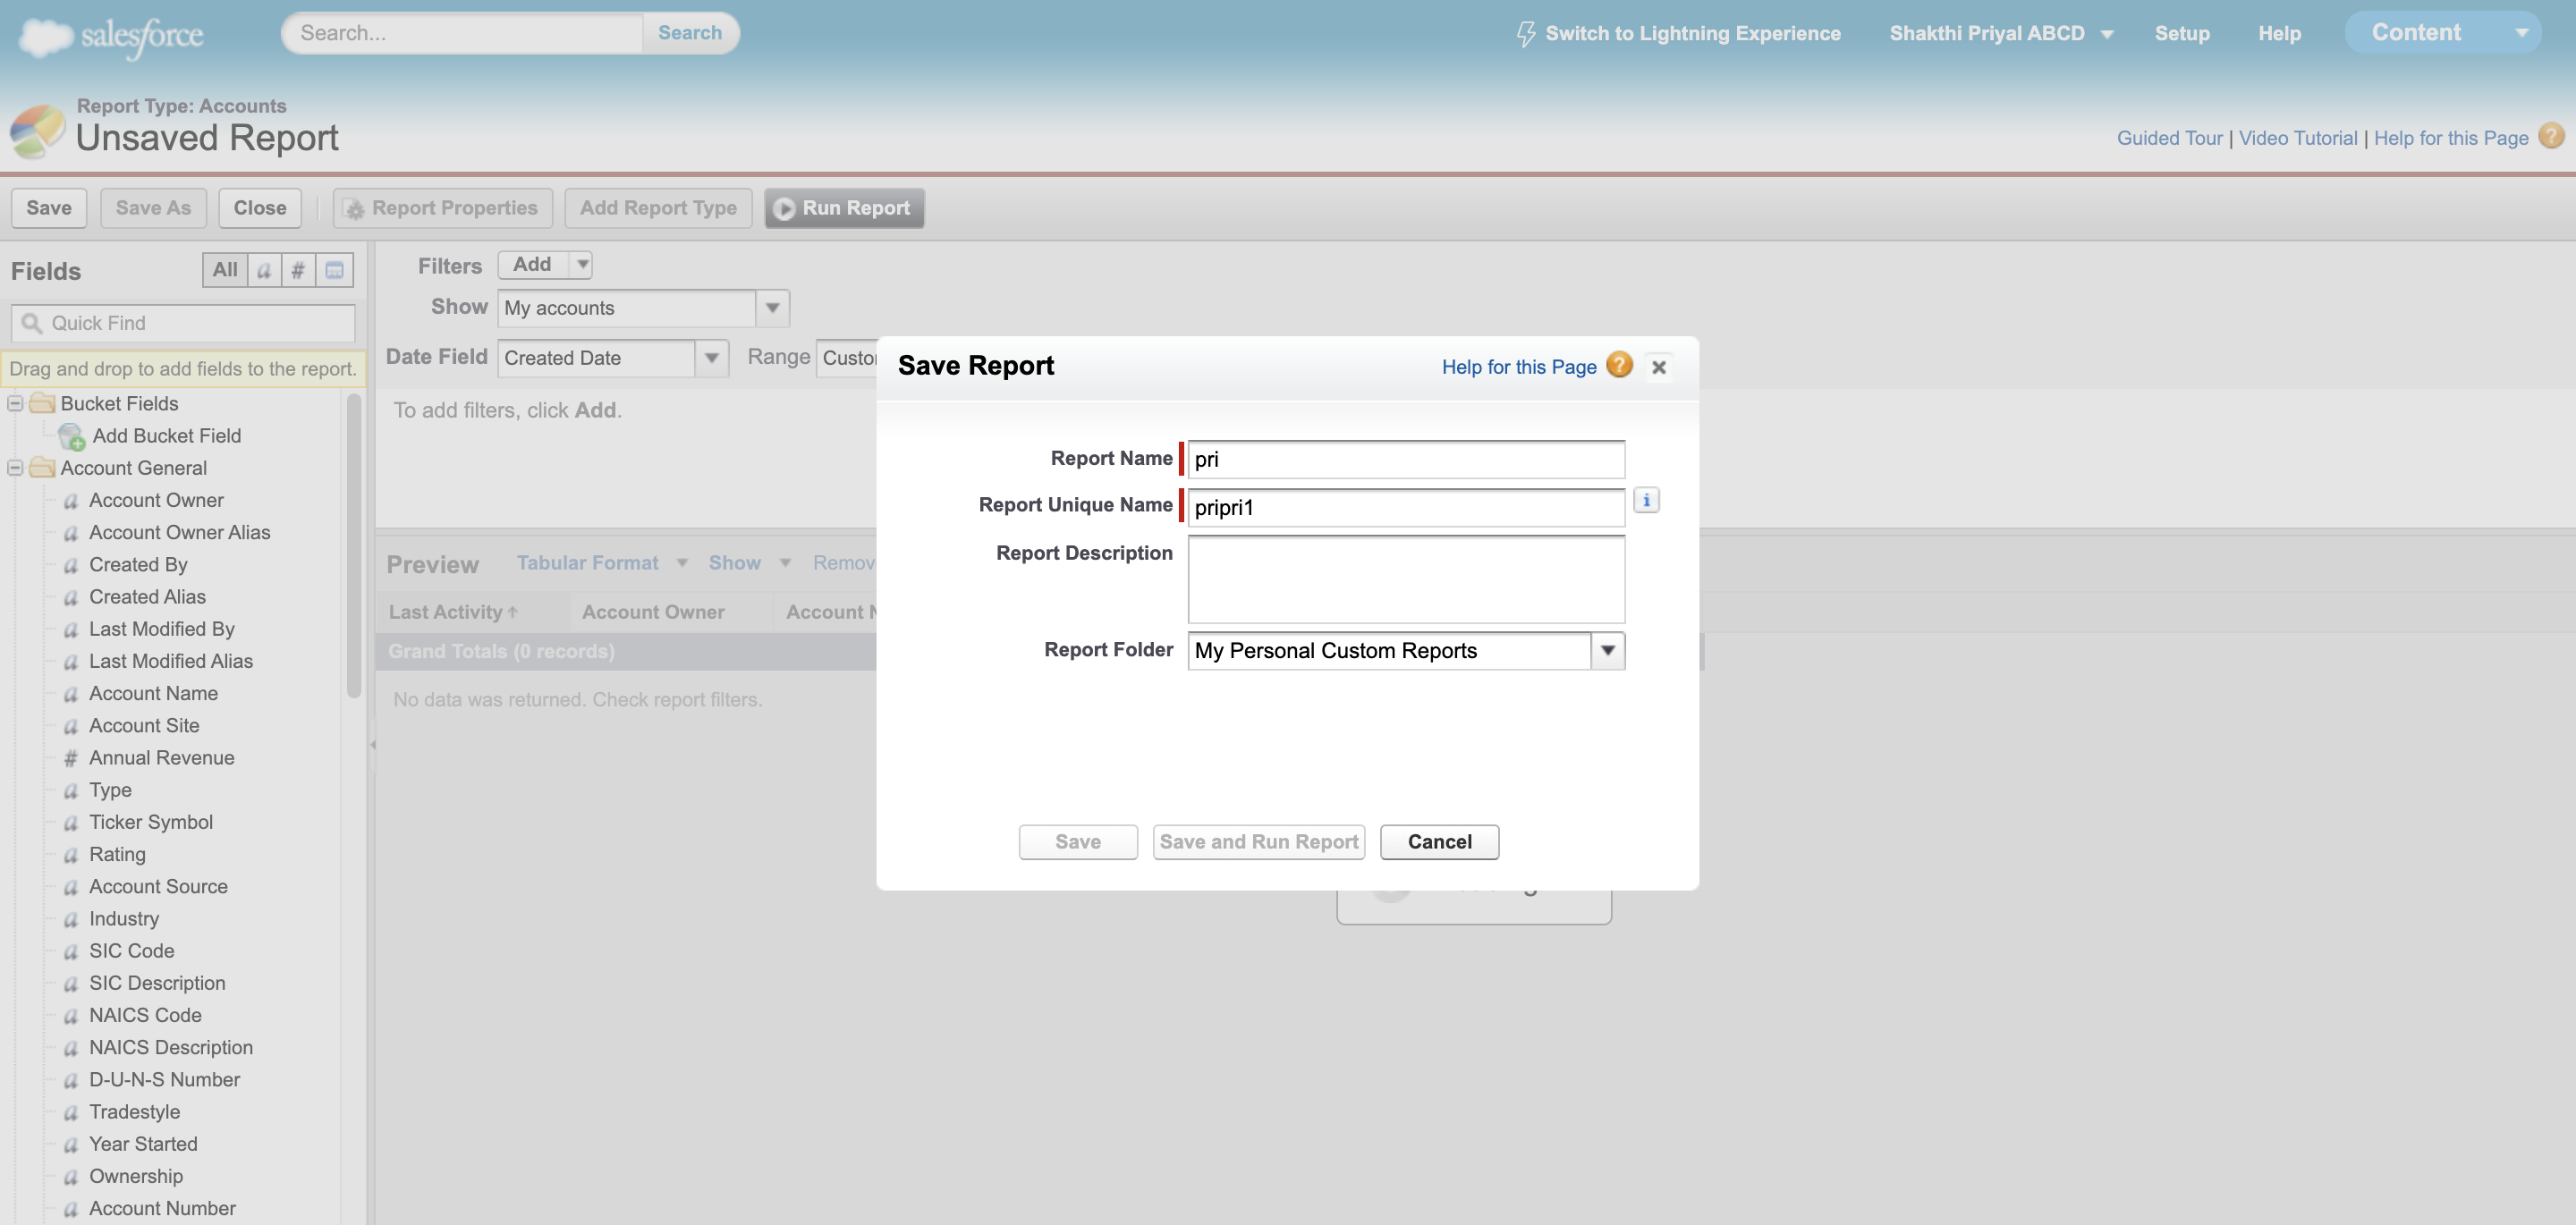 salesforce
Search...
Search
Switch to Lightning Experience
Shakthi Priyal ABCD
Setup
Help
Content
Report Type: Accounts
Unsaved Report
Guided Tour | Video Tutorial | Help for this Page ?
Save
Save As
Close
Report Properties
Add Report Type
Run Report
Fields
All
a
#
Quick Find
Drag and drop to add fields to the report.
Bucket Fields
Add Bucket Field
Account General
a Account Owner
a Account Owner Alias
a Created By
a Created Alias
a Last Modified By
a Last Modified Alias
a Account Name
a Account Site
# Annual Revenue
a Type
a Ticker Symbol
a Rating
a Account Source
a Industry
a SIC Code
a SIC Description
a NAICS Code
a NAICS Description
a D-U-N-S Number
a Tradestyle
a Year Started
a Ownership
a Account Number
Filters Add
Show My accounts
Date Field Created Date Range Custo
To add filters, click Add.
Preview Tabular Format Show Remov
Last Activity Account Owner Account N
Grand Totals (0 records)
No data was returned. Check report filters.
Save Report
Help for this Page ?
Report Name pri
Report Unique Name pripri1
i
Report Description
Report Folder My Personal Custom Reports
Save
Save and Run Report
Cancel